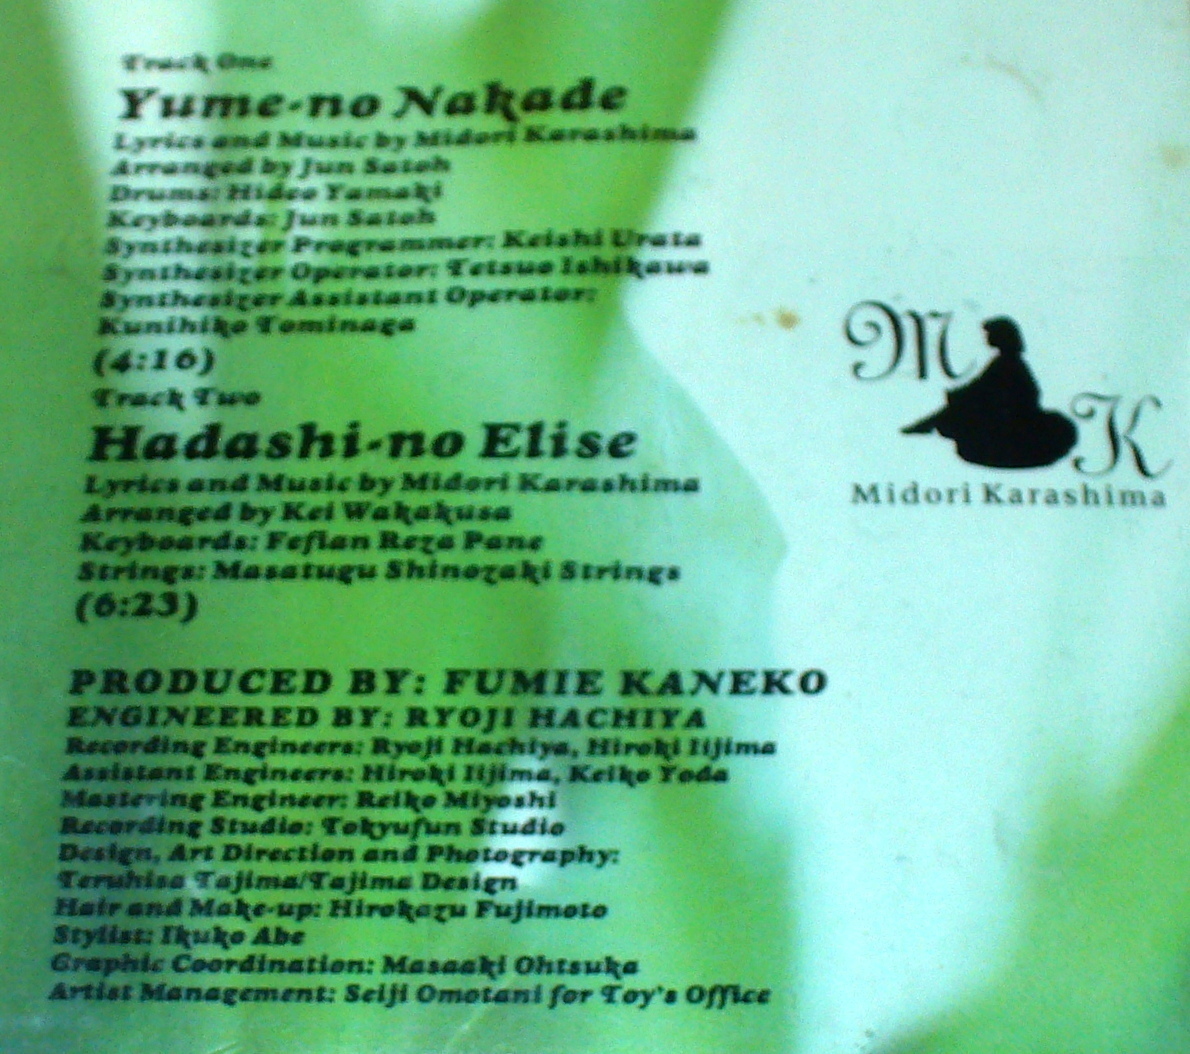 Track One
Yume-no Nakade
Lyrics and Music by Midori Karashima
Arranged by Jun Satoh
Drums: Hideo Yamaki
Keyboards: Jun Satoh
Synthesizer Programmer: Keishi Urata
Synthesizer Operator: Tetsuo Ishikawa
Synthesizer Assistant Operator:
Kunihiko Tominaga
(4:16)
Track Two
Hadashi-no Elise
Lyrics and Music by Midori Karashima
Arranged by Kei Wakakusa
Keyboards: Feflan Reza Pane
Strings: Masatugu Shinozaki Strings
(6:23)
PRODUCED BY: FUMIE KANEKO
ENGINEERED BY: RYOJI HACHIYA
Recording Engineers: Ryoji Hachiya, Hiroki Iijima
Assistant Engineers: Hiroki Iijima, Keiko Yoda
Mastering Engineer: Reiko Miyoshi
Recording Studio: Tokyufun Studio
Design, Art Direction and Photography:
Teruhisa Tajima/Tajima Design
Hair and Make-up: Hirokazu Fujimoto
Stylist: Ikuko Abe
Graphic Coordination: Masaaki Ohtsuka
Artist Management: Seiji Omotani for Toy's Office
M K
Midori Karashima